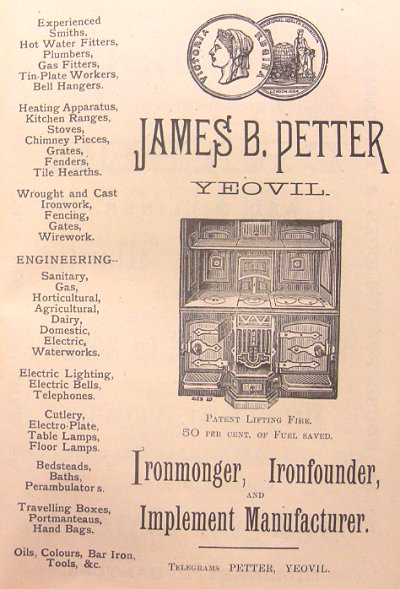 Experienced
Smiths,
Hot Water Fitters,
Plumbers,
Gas Fitters,
Tin-Plate Workers,
Bell Hangers.
Heating Apparatus,
Kitchen Ranges,
Stoves,
Chimney Pieces,
Grates,
Fenders,
Tile Hearths.
Wrought and Cast
Ironwork,
Fencing,
Gates,
Wirework.
ENGINEERING--
Sanitary,
Gas,
Horticultural,
Agricultural,
Dairy,
Domestic,
Electric,
Waterworks.
Electric Lighting,
Electric Bells,
Telephones.
Cutlery,
Electro-Plate,
Table Lamps,
Floor Lamps.
Bedsteads,
Baths,
Perambulators.
Travelling Boxes,
Portmanteaus,
Hand Bags.
Oils, Colours, Bar Iron,
Tools, &c.
VICTORIA REGINA
JAMES B. PETTER
YEOVIL.
PATENT LIFTING FIRE.
50 PER CENT. OF FUEL SAVED.
Ironmonger, Ironfounder,
AND
Implement Manufacturer.
TELEGRAMS PETTER, YEOVIL.